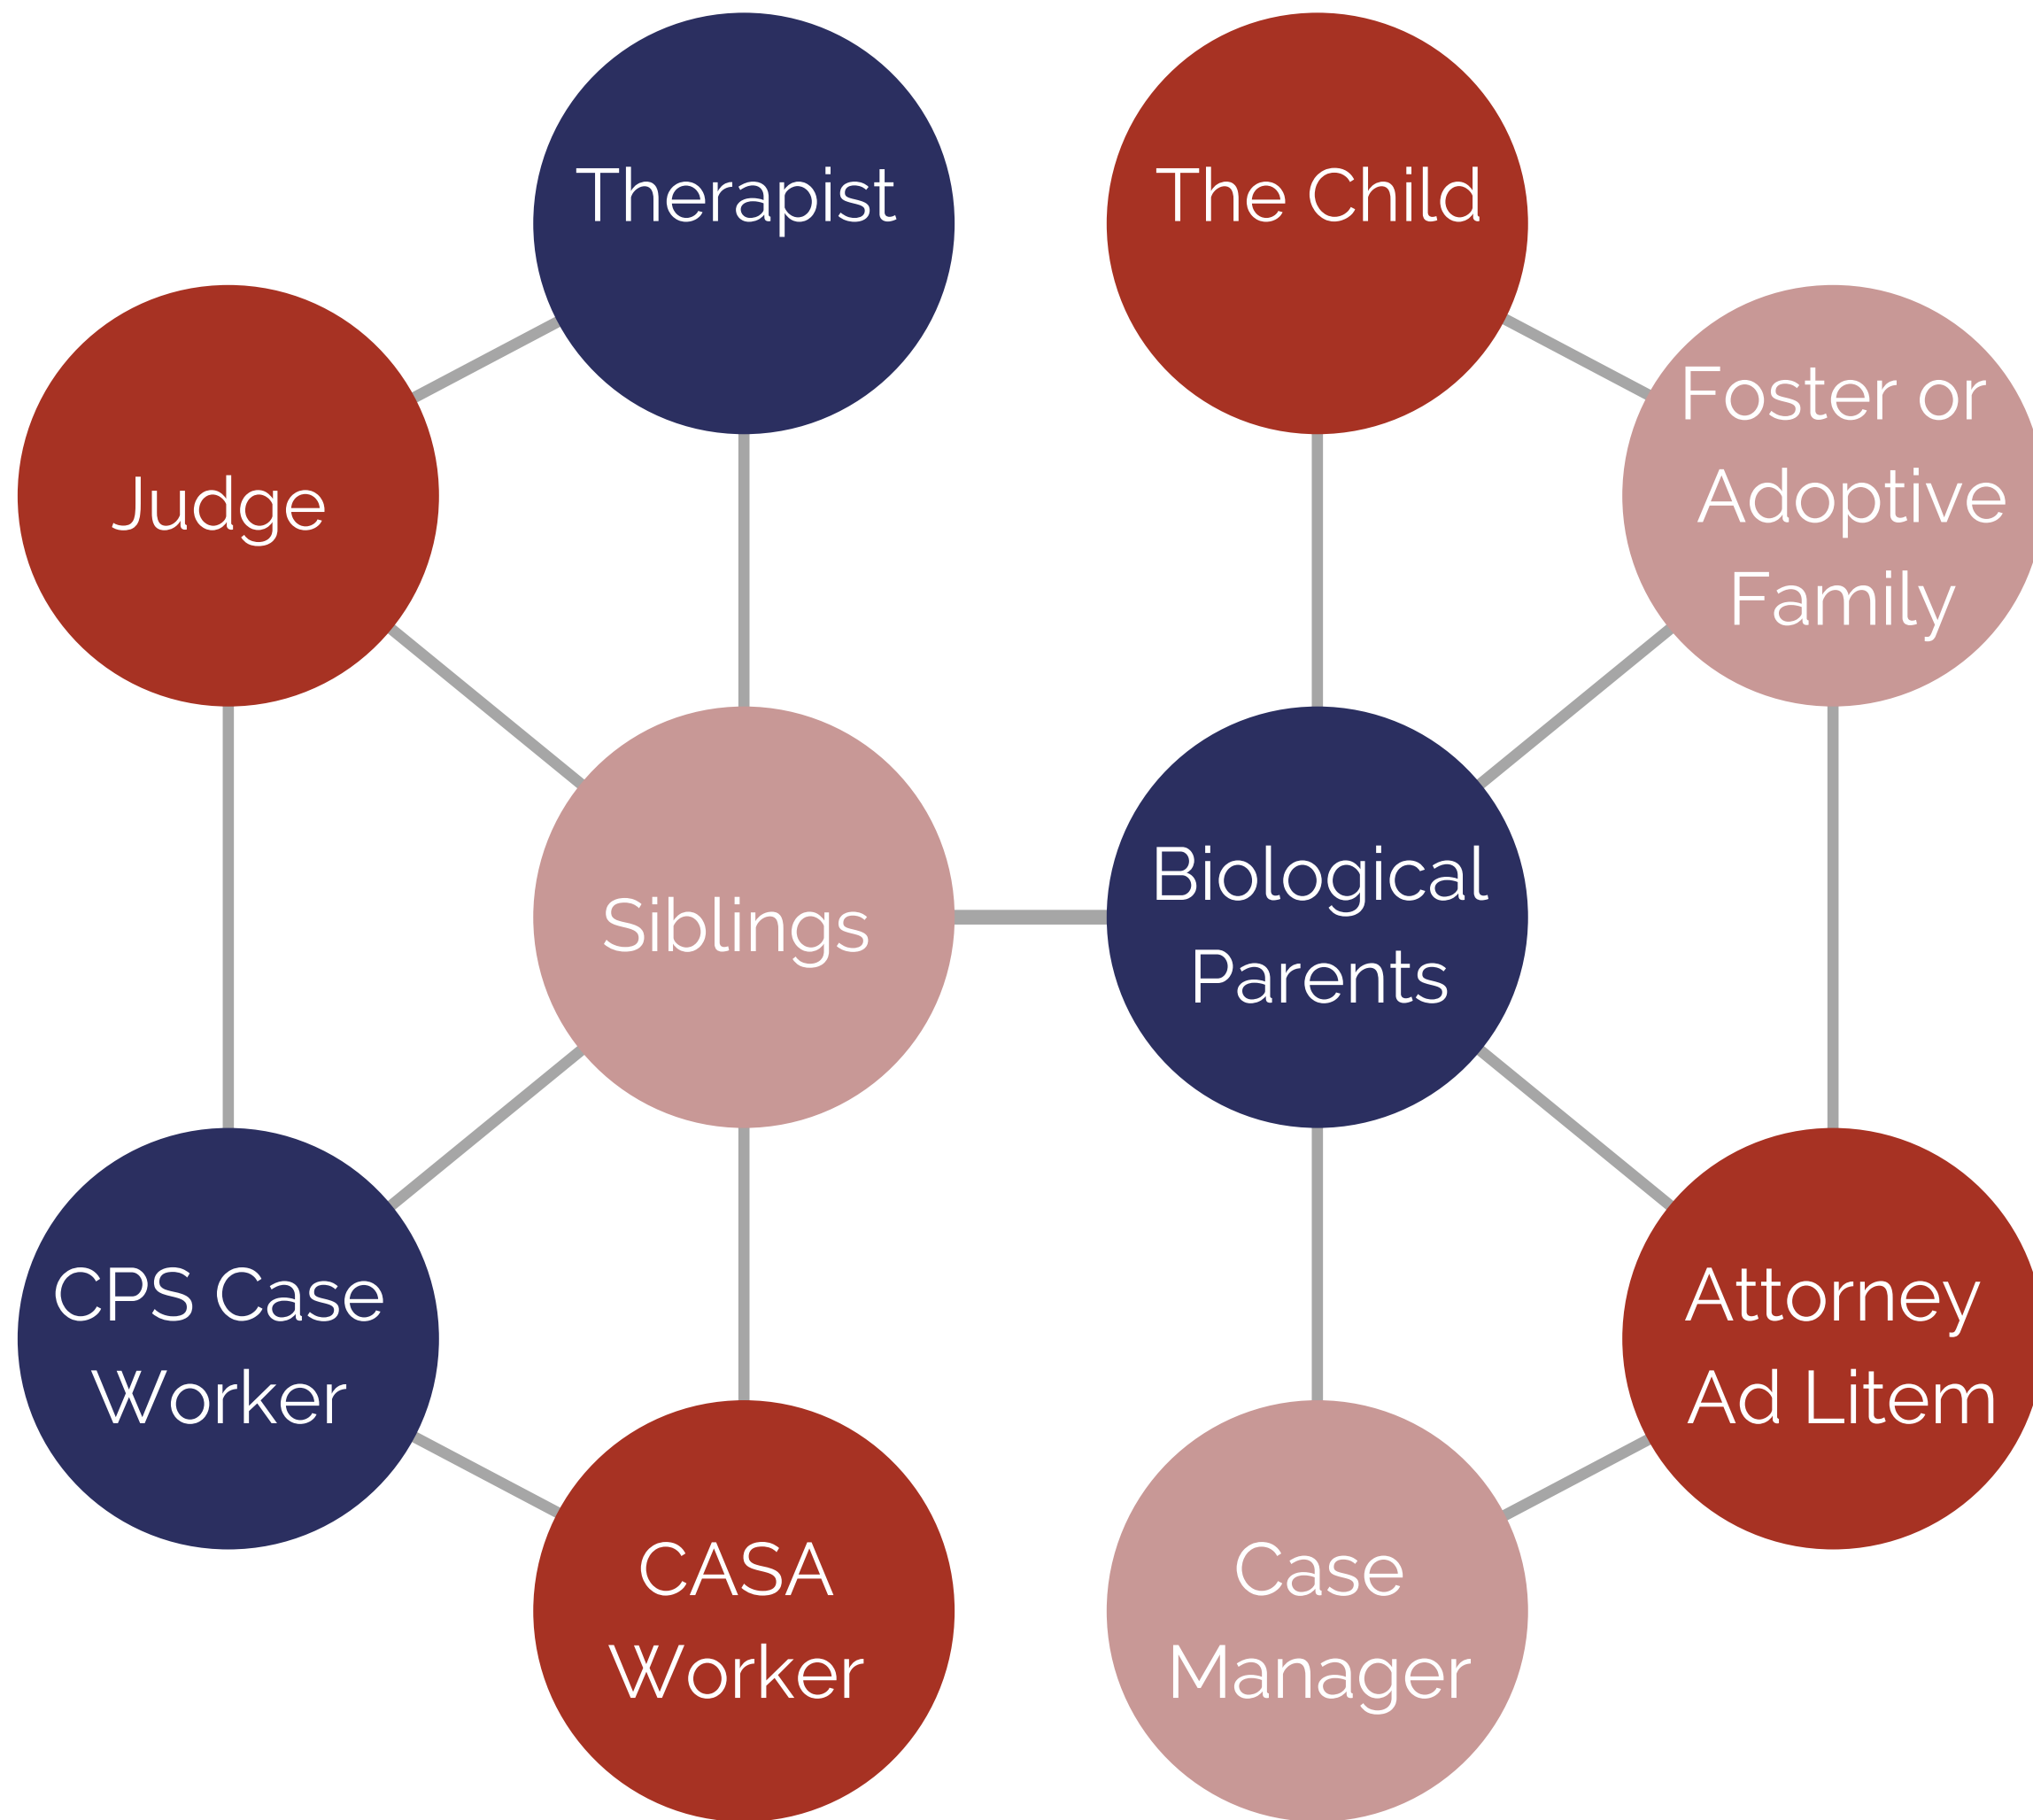 Therapist
The Child
Judge
Foster or
Adoptive
Family
Siblings
Biological
Parents
CPS Case
Worker
Attorney
Ad Litem
CASA
Worker
Case
Manager